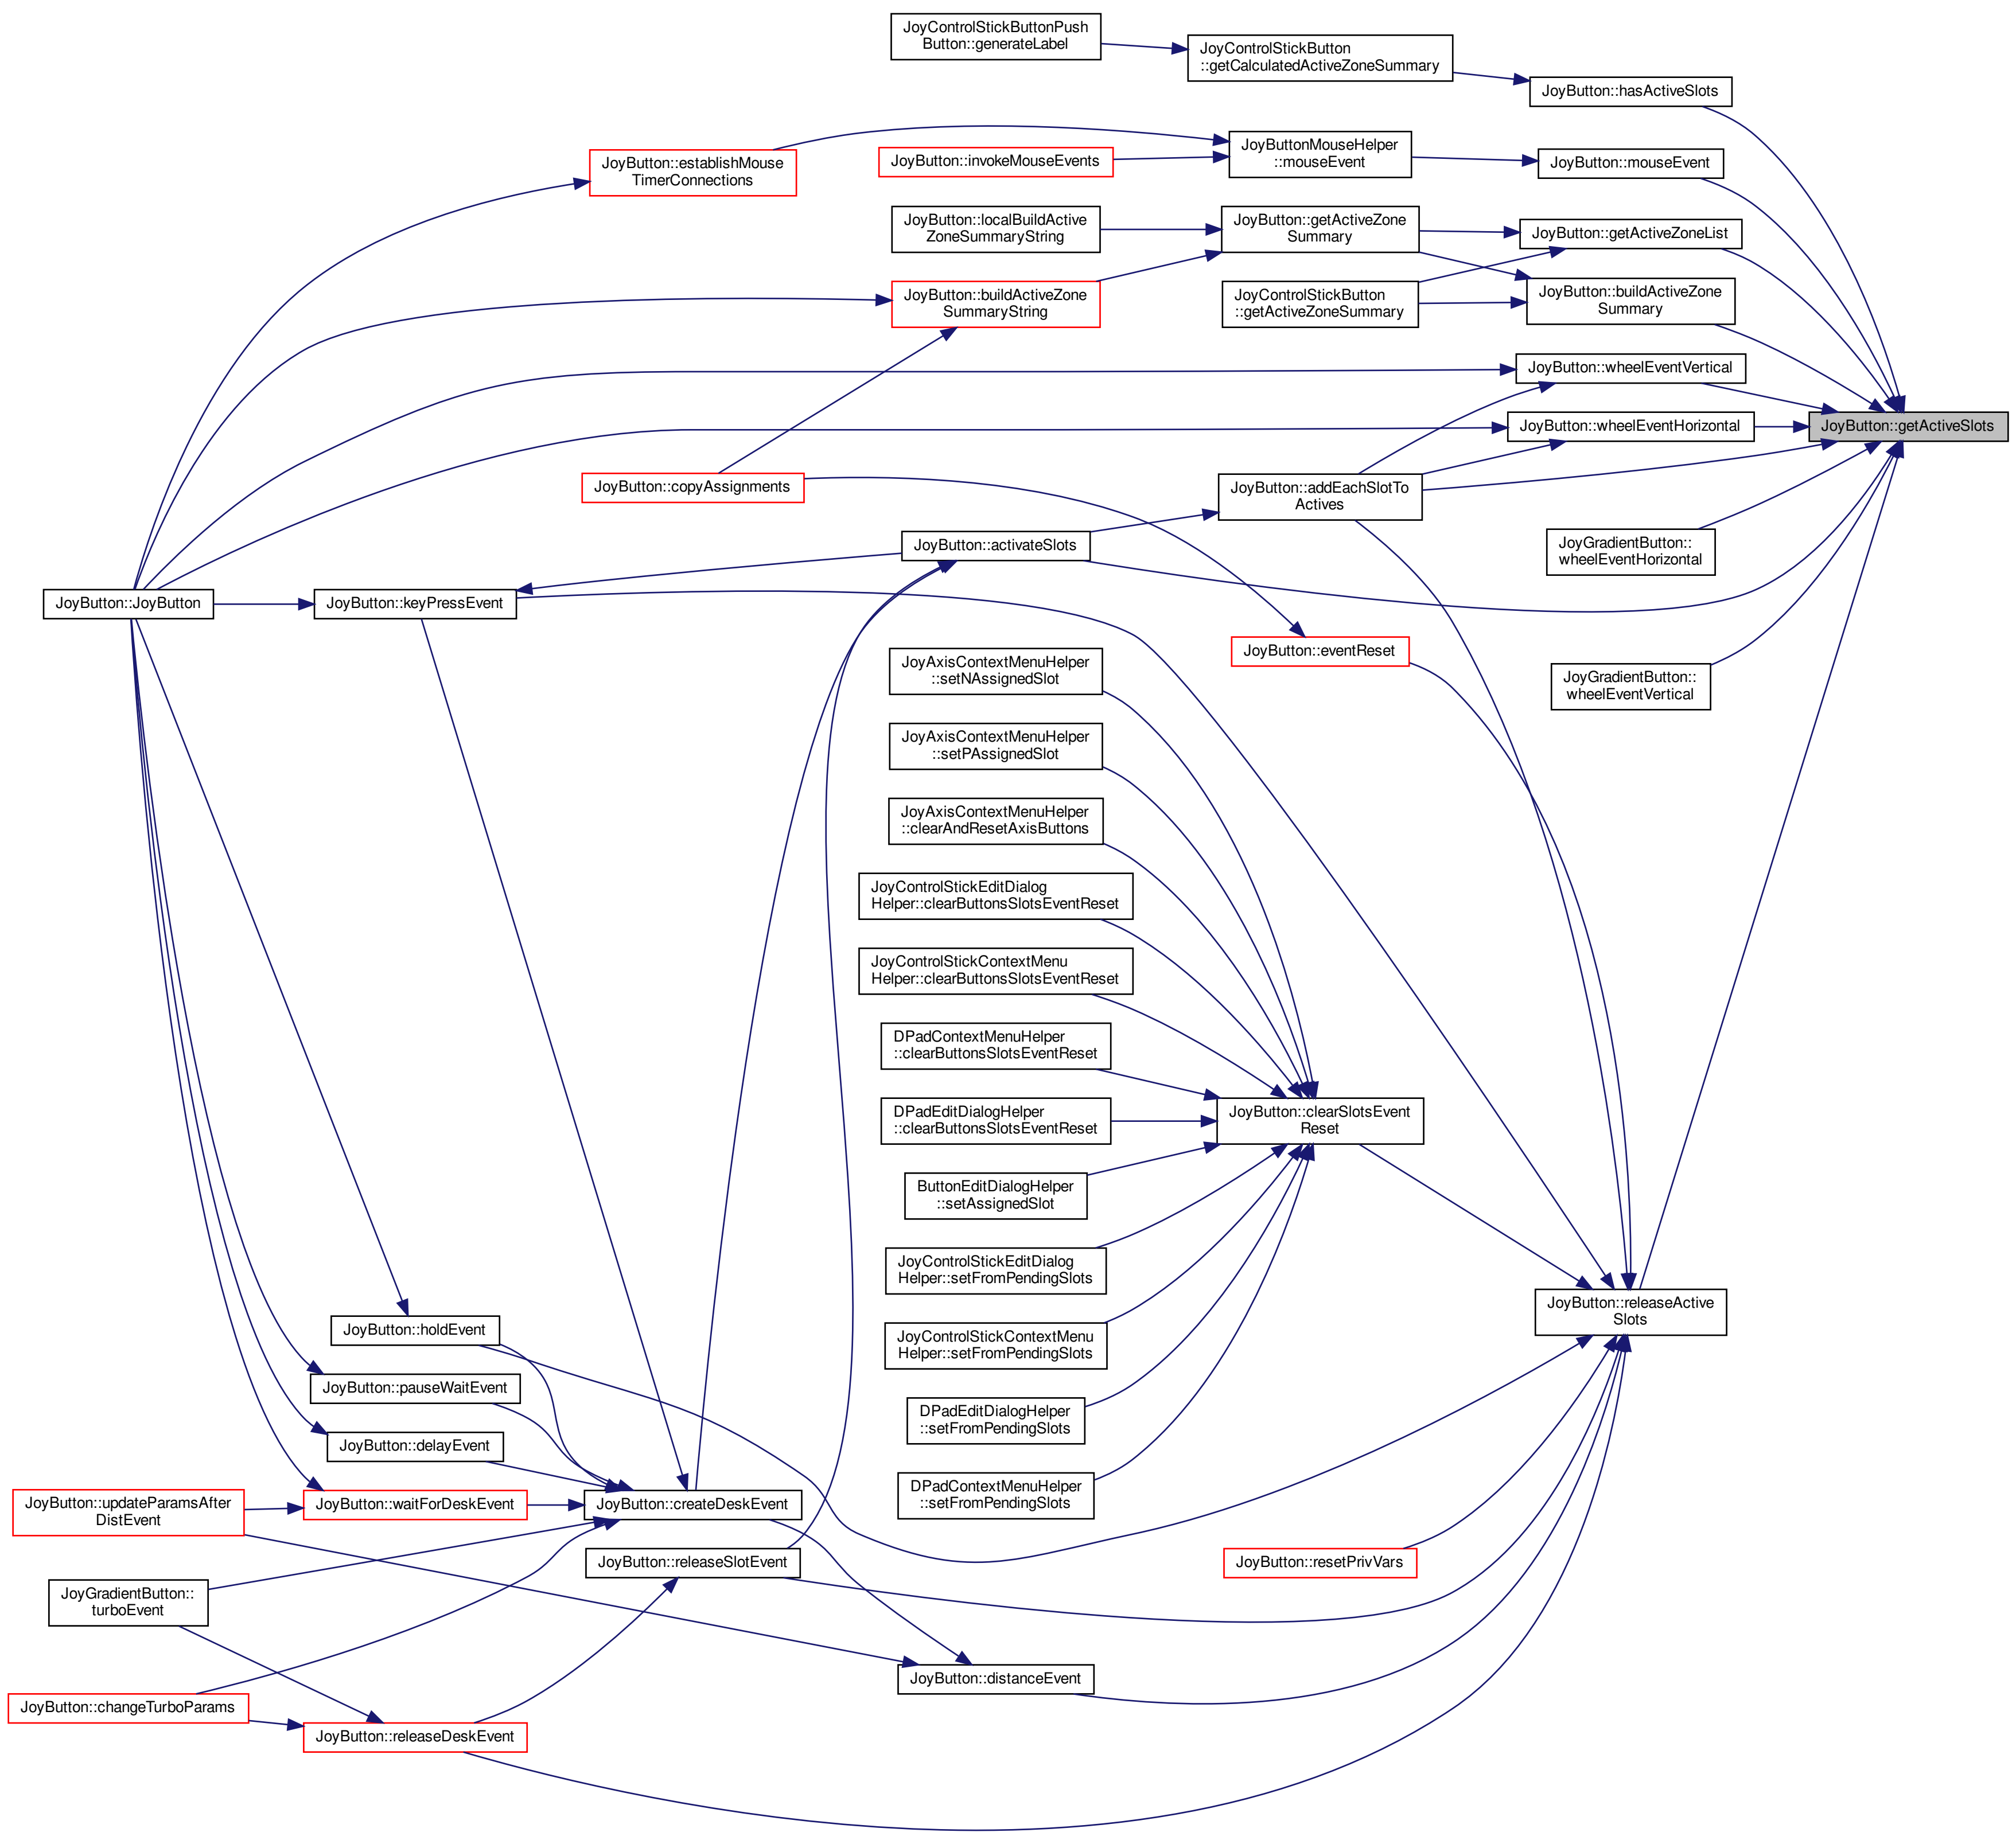 JoyControlStickButtonPush
Button::generateLabel
JoyControlStickButton
::getCalculatedActiveZoneSummary
JoyButton::hasActiveSlots
JoyButton::establishMouse
TimerConnections
JoyButton::invokeMouseEvents
JoyButtonMouseHelper
::mouseEvent
JoyButton::mouseEvent
JoyButton::localBuildActive
ZoneSummaryString
JoyButton::getActiveZone
Summary
JoyButton::getActiveZoneList
JoyButton::buildActiveZone
SummaryString
JoyControlStickButton
::getActiveZoneSummary
JoyButton::buildActiveZone
Summary
JoyButton::wheelEventVertical
JoyButton::wheelEventHorizontal
JoyButton::getActiveSlots
JoyButton::copyAssignments
JoyButton::addEachSlotTo
Actives
JoyButton::activateSlots
JoyGradientButton::
wheelEventHorizontal
JoyButton::JoyButton
JoyButton::keyPressEvent
JoyButton::eventReset
JoyAxisContextMenuHelper
::setNAssignedSlot
JoyGradientButton::
wheelEventVertical
JoyAxisContextMenuHelper
::setPAssignedSlot
JoyAxisContextMenuHelper
::clearAndResetAxisButtons
JoyControlStickEditDialog
Helper::clearButtonsSlotsEventReset
JoyControlStickContextMenu
Helper::clearButtonsSlotsEventReset
DPadContextMenuHelper
::clearButtonsSlotsEventReset
DPadEditDialogHelper
::clearButtonsSlotsEventReset
JoyButton::clearSlotsEvent
Reset
ButtonEditDialogHelper
::setAssignedSlot
JoyControlStickEditDialog
Helper::setFromPendingSlots
JoyButton::releaseActive
Slots
JoyButton::holdEvent
JoyControlStickContextMenu
Helper::setFromPendingSlots
JoyButton::pauseWaitEvent
DPadEditDialogHelper
::setFromPendingSlots
JoyButton::delayEvent
DPadContextMenuHelper
::setFromPendingSlots
JoyButton::updateParamsAfter
DistEvent
JoyButton::waitForDeskEvent
JoyButton::createDeskEvent
JoyButton::releaseSlotEvent
JoyButton::resetPrivVars
JoyGradientButton::
turboEvent
JoyButton::distanceEvent
JoyButton::changeTurboParams
JoyButton::releaseDeskEvent